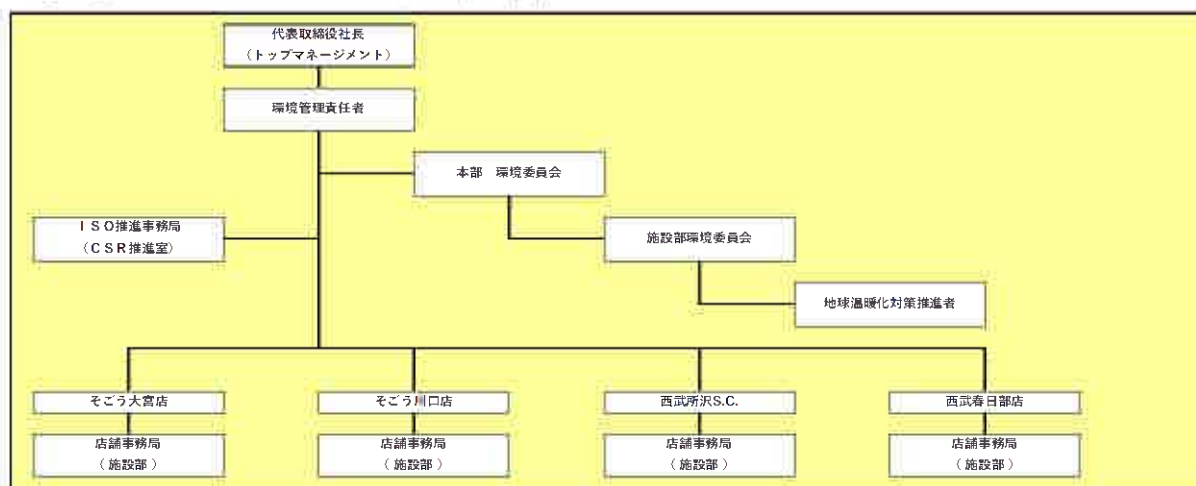 代表取締役社長
（トップマネージメント）
環境管理責任者
本部　環境委員会
ＩＳＯ推進事務局
（ＣＳＲ推進室）
施設部環境委員会
地球温暖化対策推進者
そごう大宮店
そごう川口店
西武所沢S.C.
西武春日部店
店舗事務局
（施設部）
店舗事務局
（施設部）
店舗事務局
（施設部）
店舗事務局
（施設部）